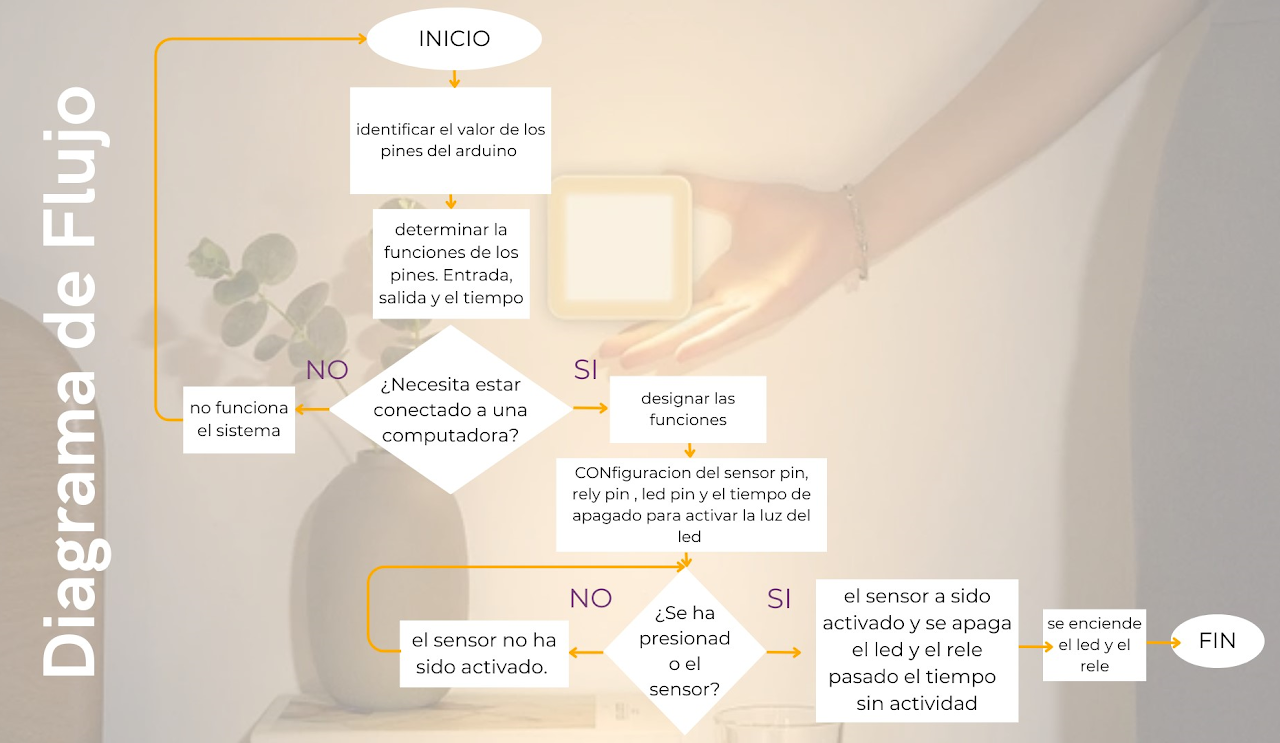 Diagrama de Flujo
INICIO
identificar el valor de los
pines del arduino
determinar la
funciones de los
pines. Entrada,
salida y el tiempo
NO
SI
¿Necesita estar
conectado a una
computadora?
no funciona
el sistema
designar las
funciones
CONfiguracion del sensor pin,
rely pin , led pin y el tiempo de
apagado para activar la luz del
led
NO
SI
¿Se ha
presionad
o el
sensor?
el sensor no ha
sido activado.
el sensor a sido
activado y se apaga
el led y el rele
pasado el tiempo
sin actividad
se enciende
el led y el
rele
FIN